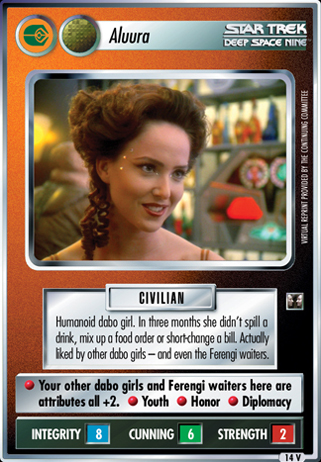 Aluura
STAR TREK
DEEP SPACE NINE
VIRTUAL REPRINT PROVIDED BY THE CONTINUING COMMITTEE
CIVILIAN
Humanoid dabo girl. In three months she didn't spill a
drink, mix up a food order or short-change a bill. Actually
liked by other dabo girls – and even the Ferengi waiters.
Your other dabo girls and Ferengi waiters here are
attributes all +2. Youth Honor Diplomacy
INTEGRITY 8 CUNNING 6 STRENGTH 2
14 V